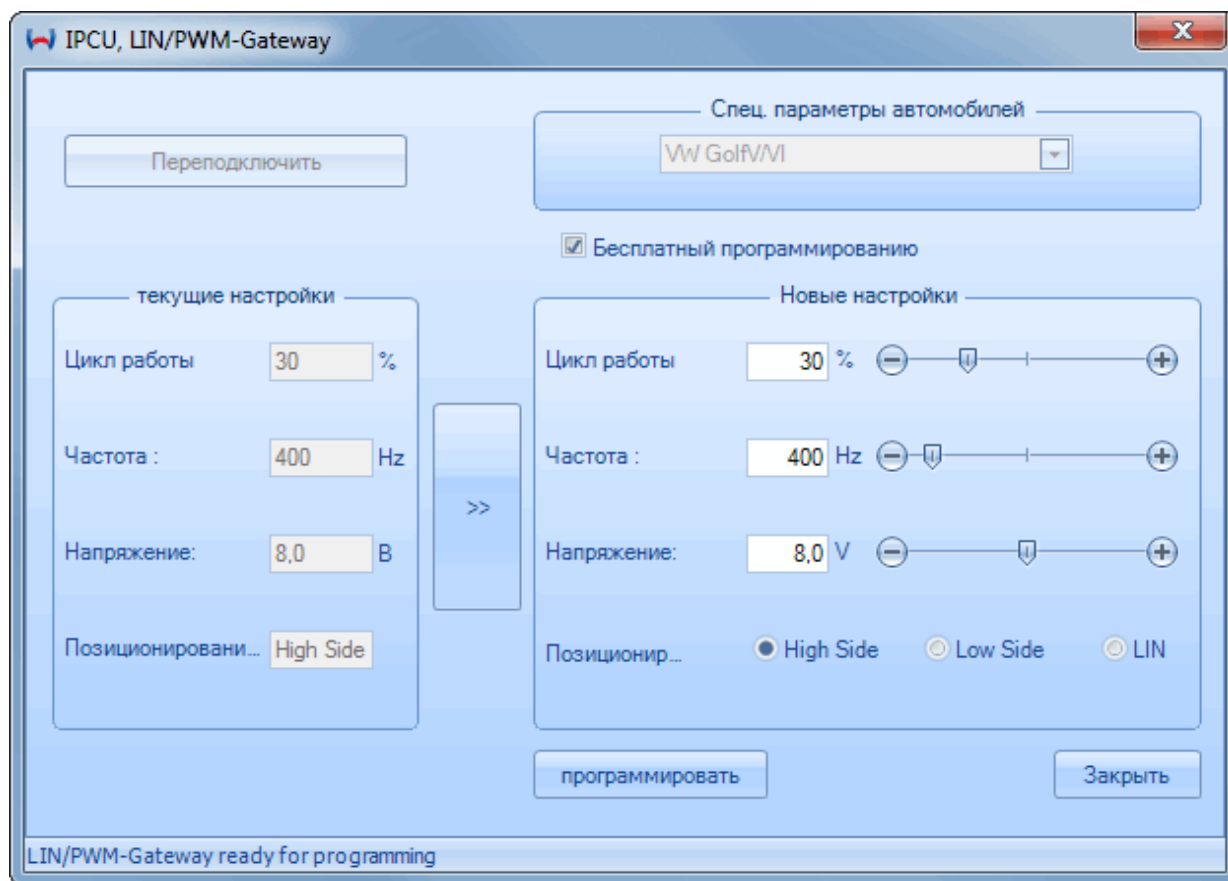 IPCU, LIN/PWM-Gateway
x
Переподключить
Спец. параметры автомобилей
VW GolfV/VI
Бесплатный программированию
текущие настройки
Цикл работы 30 %
Частота : 400 Hz
Напряжение: 8,0 В
Позиционировани... High Side
>>
Новые настройки
Цикл работы 30 %
Частота : 400 Hz
Напряжение: 8,0 V
Позиционир... High Side Low Side LIN
программировать
Закрыть
LIN/PWM-Gateway ready for programming